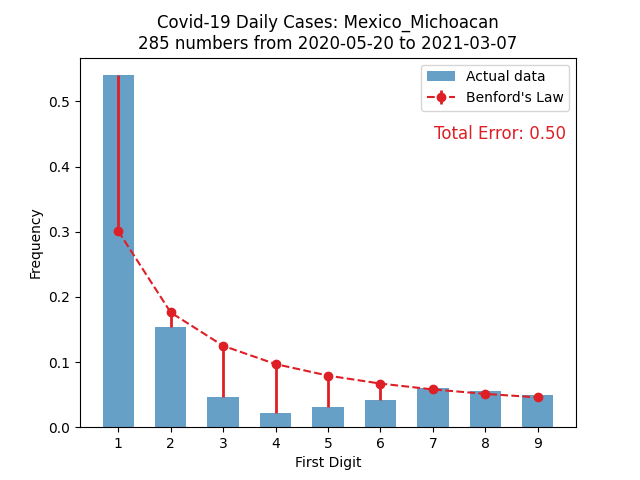 Covid-19 Daily Cases: Mexico_Michoacan
285 numbers from 2020-05-20 to 2021-03-07
Actual data
Benford's Law
Total Error: 0.50
Frequency
0.5
0.4
0.3
0.2
0.1
0.0
1 2 3 4 5 6 7 8 9
First Digit